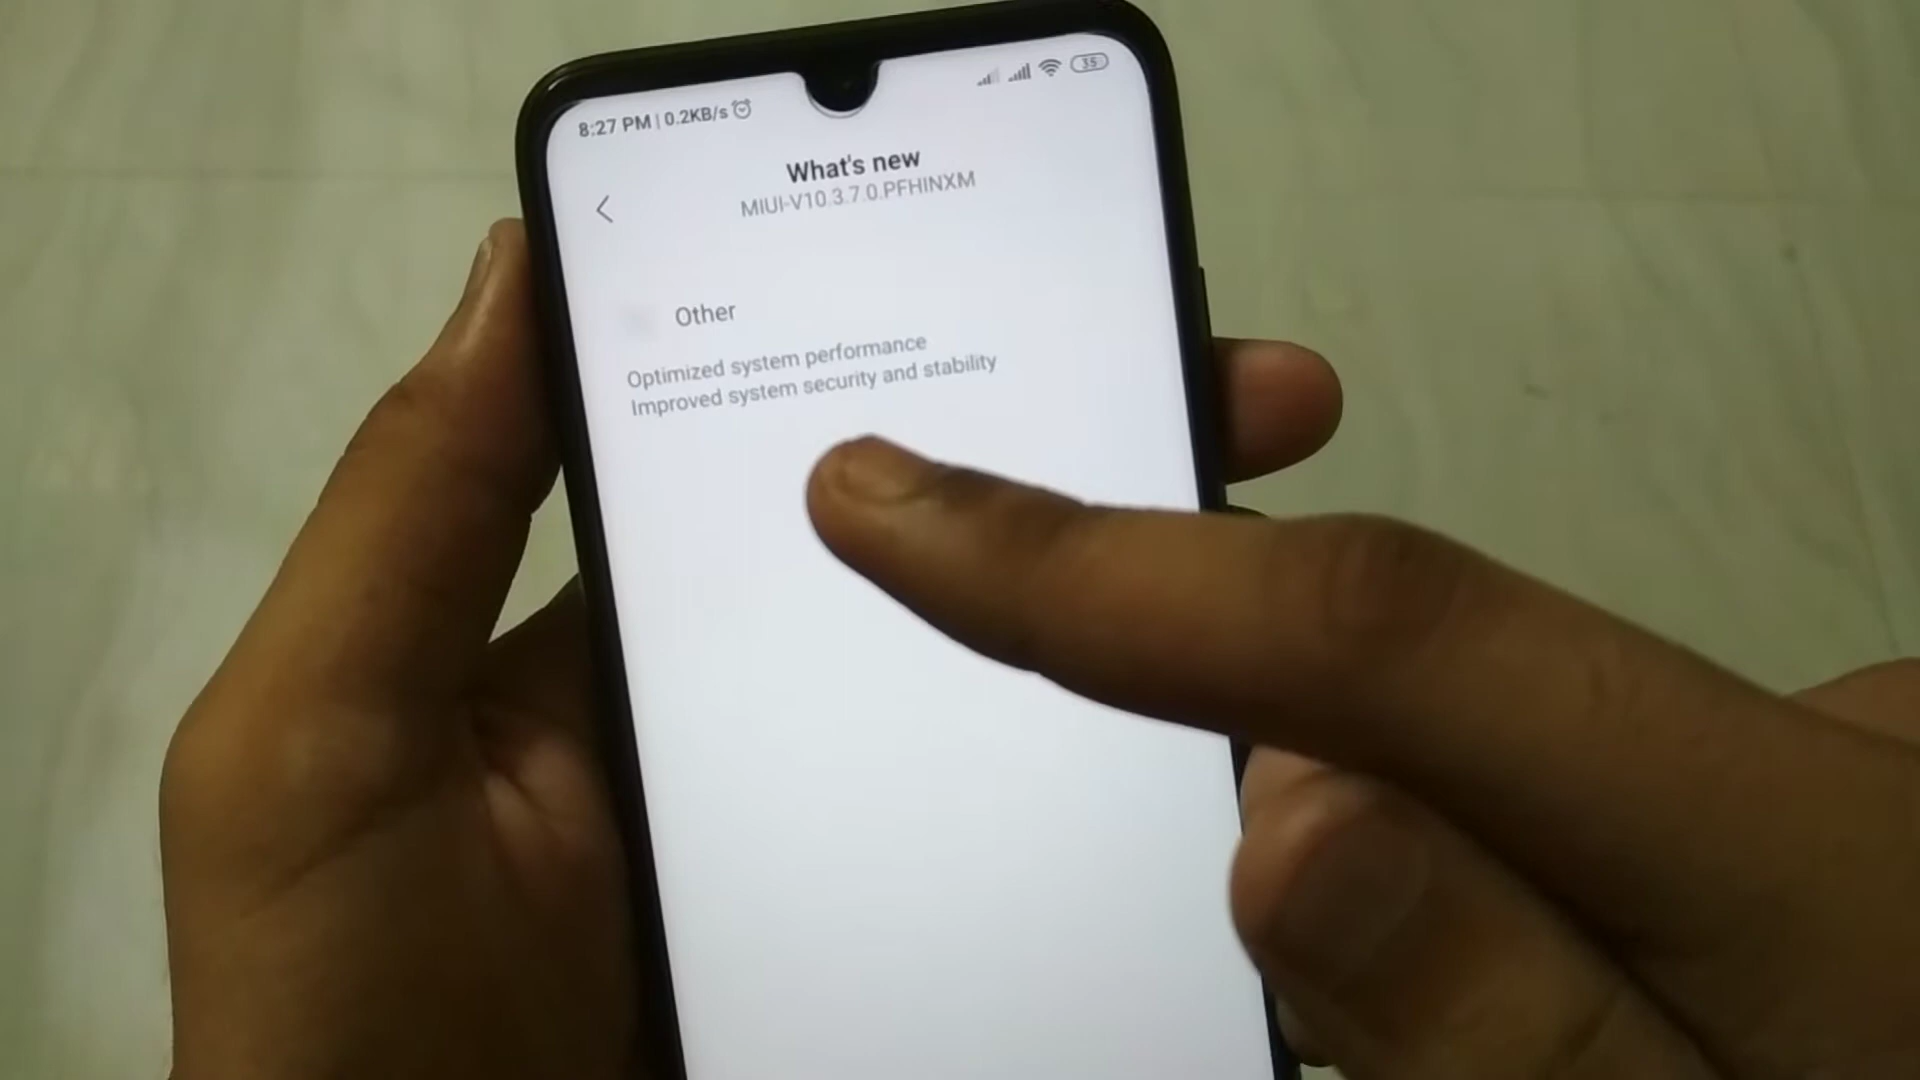 8:27 PM | 0.2KB/s
35
What's new
MIUI-V10.3.7.0.PFHINXM
Other
Optimized system performance
Improved system security and stability